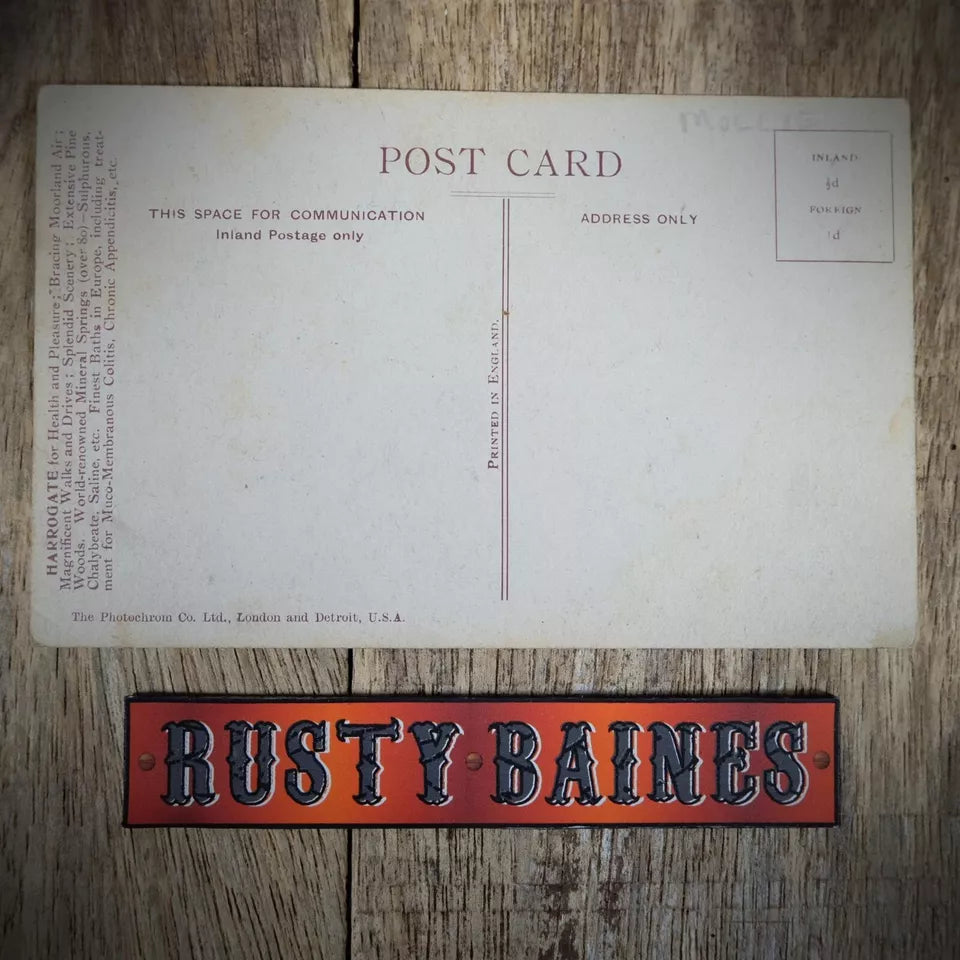 MOLLIE
POST CARD
THIS SPACE FOR COMMUNICATION
Inland Postage only
ADDRESS ONLY
INLAND
½d
FOREIGN
1d
PRINTED IN ENGLAND.
HARROGATE for Health and Pleasure; Bracing Moorland Air;
Magnificent Walks and Drives; Splendid Scenery; Extensive Pine
Woods. World-renowned Mineral Springs (over 80)—Sulphurous,
Chalybeate, Saline, etc. Finest Baths in Europe, including treat-
ment for Muco-Membranous Colitis, Chronic Appendicitis, etc.
The Photochrom Co. Ltd., London and Detroit, U.S.A.
RUSTY BAINES